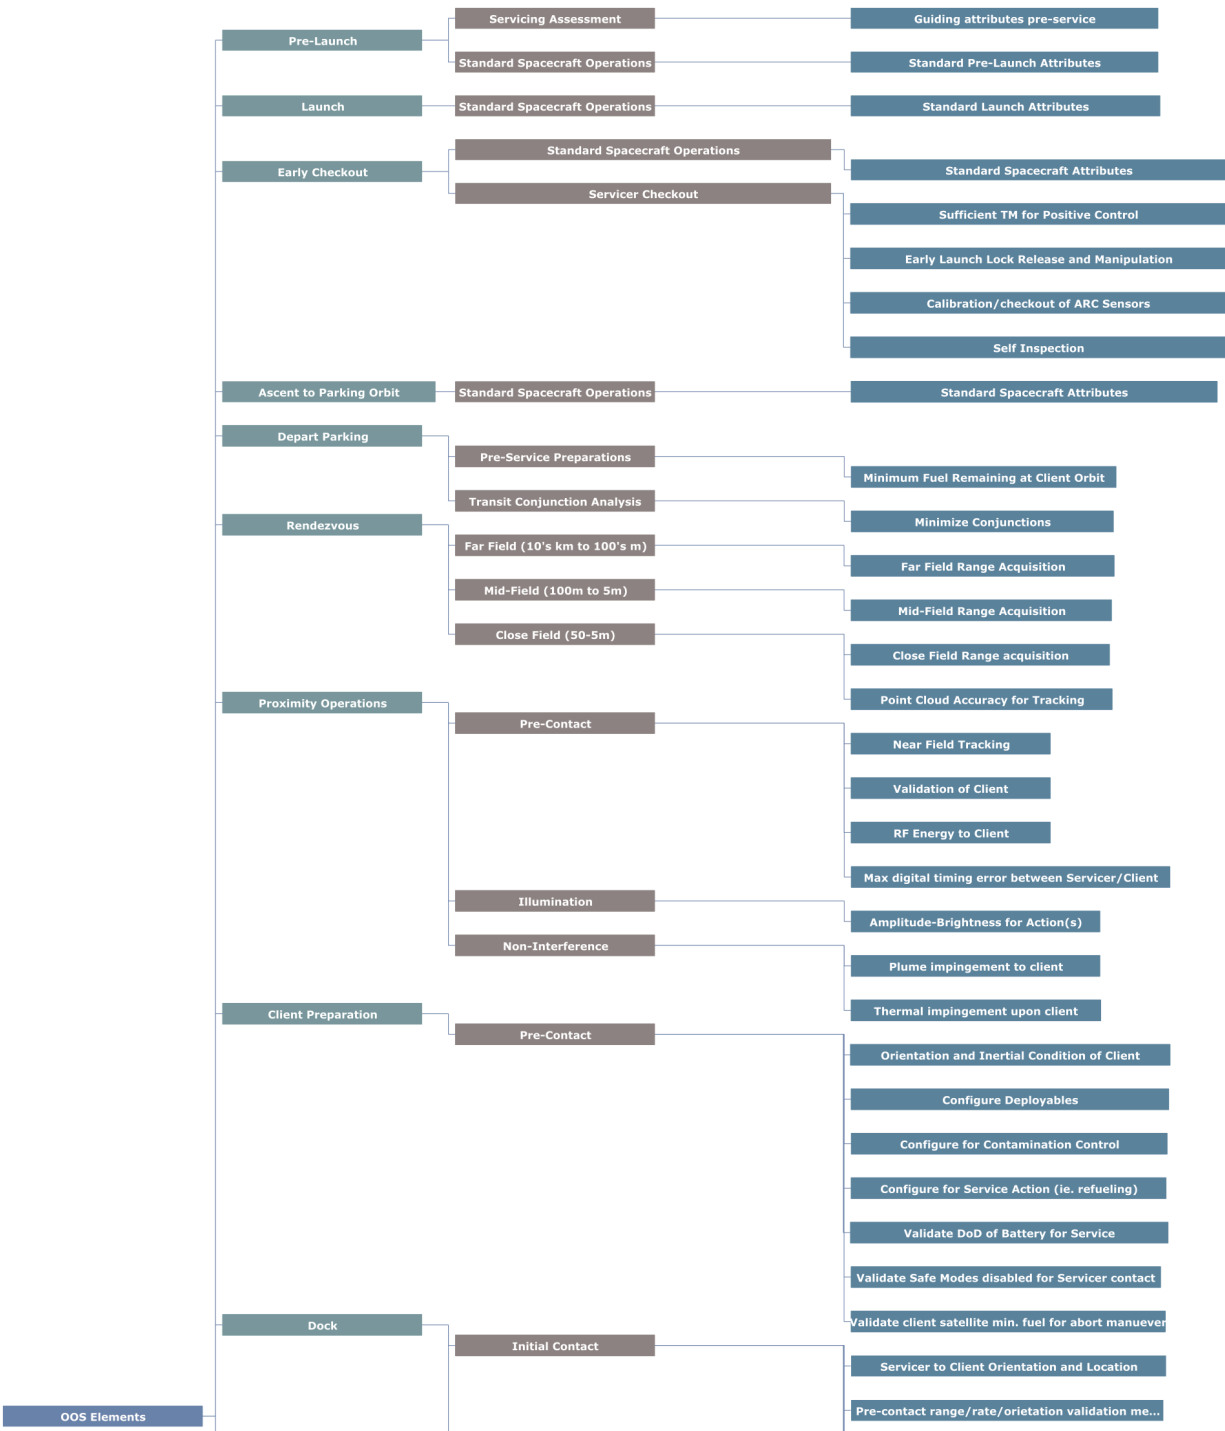 Servicing Assessment
Guiding attributes pre-service
Pre-Launch
Standard Spacecraft Operations
Standard Pre-Launch Attributes
Launch
Standard Spacecraft Operations
Standard Launch Attributes
Standard Spacecraft Operations
Early Checkout
Standard Spacecraft Attributes
Servicer Checkout
Sufficient TM for Positive Control
Early Launch Lock Release and Manipulation
Calibration/checkout of ARC Sensors
Self Inspection
Ascent to Parking Orbit
Standard Spacecraft Operations
Standard Spacecraft Attributes
Depart Parking
Pre-Service Preparations
Minimum Fuel Remaining at Client Orbit
Transit Conjunction Analysis
Minimize Conjunctions
Rendezvous
Far Field (10's km to 100's m)
Far Field Range Acquisition
Mid-Field (100m to 5m)
Mid-Field Range Acquisition
Close Field (50-5m)
Close Field Range acquisition
Point Cloud Accuracy for Tracking
Proximity Operations
Pre-Contact
Near Field Tracking
Validation of Client
RF Energy to Client
Max digital timing error between Servicer/Client
Illumination
Amplitude-Brightness for Action(s)
Non-Interference
Plume impingement to client
Thermal impingement upon client
Client Preparation
Pre-Contact
Orientation and Inertial Condition of Client
Configure Deployables
Configure for Contamination Control
Configure for Service Action (ie. refueling)
Validate DoD of Battery for Service
Validate Safe Modes disabled for Servicer contact
Validate client satellite min. fuel for abort manuever
Dock
Initial Contact
Servicer to Client Orientation and Location
Pre-contact range/rate/orietation validation me...
OOS Elements